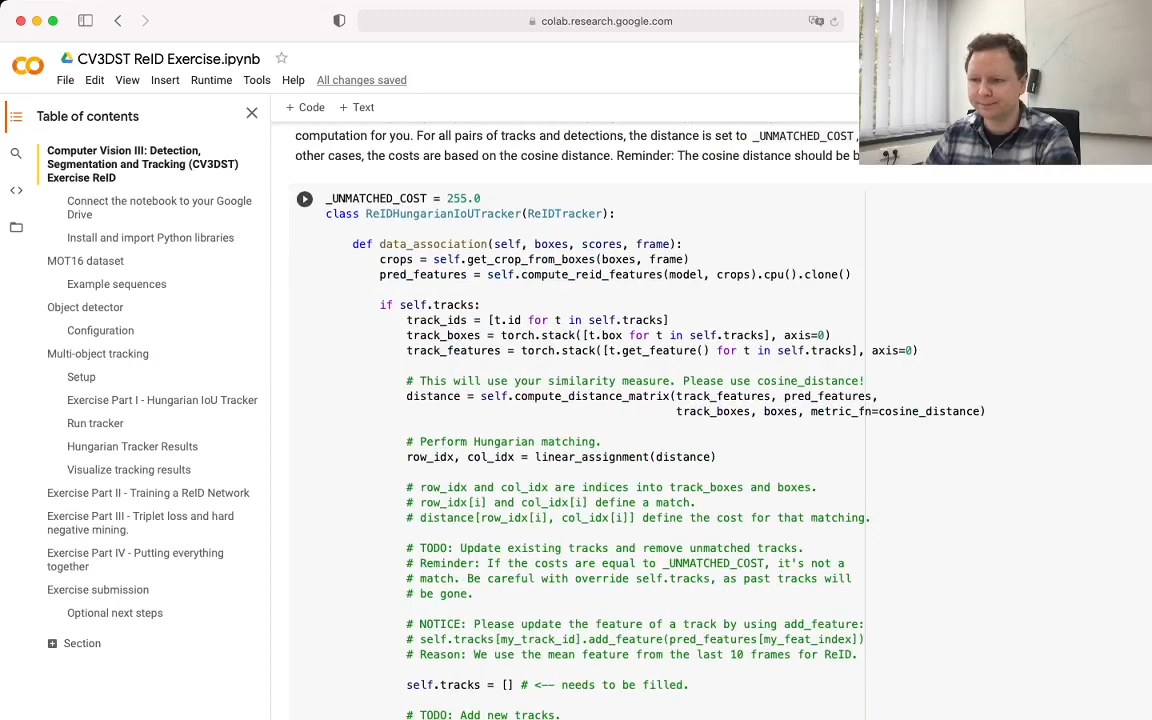 colab.research.google.com
CV3DST ReID Exercise.ipynb
File Edit View Insert Runtime Tools Help All changes saved
Table of contents
+ Code + Text
Computer Vision III: Detection,
Segmentation and Tracking (CV3DST)
Exercise ReID
Connect the notebook to your Google
Drive
Install and import Python libraries
MOT16 dataset
Example sequences
Object detector
Configuration
Multi-object tracking
Setup
Exercise Part I - Hungarian IoU Tracker
Run tracker
Hungarian Tracker Results
Visualize tracking results
Exercise Part II - Training a ReID Network
Exercise Part III - Triplet loss and hard
negative mining.
Exercise Part IV - Putting everything
together
Exercise submission
Optional next steps
Section
computation for you. For all pairs of tracks and detections, the distance is set to _UNMATCHED_COST,
other cases, the costs are based on the cosine distance. Reminder: The cosine distance should be b
_UNMATCHED_COST = 255.0
class ReIDHungarianIoUTracker(ReIDTracker):
def data_association(self, boxes, scores, frame):
crops = self.get_crop_from_boxes(boxes, frame)
pred_features = self.compute_reid_features(model, crops).cpu().clone()
if self.tracks:
track_ids = [t.id for t in self.tracks]
track_boxes = torch.stack([t.box for t in self.tracks], axis=0)
track_features = torch.stack([t.get_feature() for t in self.tracks], axis=0)
# This will use your similarity measure. Please use cosine_distance!
distance = self.compute_distance_matrix(track_features, pred_features,
track_boxes, boxes, metric_fn=cosine_distance)
# Perform Hungarian matching.
row_idx, col_idx = linear_assignment(distance)
# row_idx and col_idx are indices into track_boxes and boxes.
# row_idx[i] and col_idx[i] define a match.
# distance[row_idx[i], col_idx[i]] define the cost for that matching.
# TODO: Update existing tracks and remove unmatched tracks.
# Reminder: If the costs are equal to _UNMATCHED_COST, it's not a
# match. Be careful with override self.tracks, as past tracks will
# be gone.
# NOTICE: Please update the feature of a track by using add_feature:
# self.tracks[my_track_id].add_feature(pred_features[my_feat_index])
# Reason: We use the mean feature from the last 10 frames for ReID.
self.tracks = [] # <-- needs to be filled.
# TODO: Add new tracks.